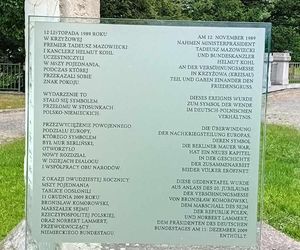 12 LISTOPADA 1989 ROKU
W KRZYŻOWEJ
PREMIER TADEUSZ MAZOWIECKI
I KANCLERZ HELMUT KOHL
UCZESTNICZYLI
W MSZY POJEDNANIA,
PODCZAS KTÓREJ
PRZEKAZALI SOBIE
ZNAK POKOJU.
WYDARZENIE TO
STAŁO SIĘ SYMBOLEM
PRZEŁOMU W STOSUNKACH
POLSKO-NIEMIECKICH.
PRZEZWYCIĘŻENIE POWOJENNEGO
PODZIAŁU EUROPY,
KTÓREGO SYMBOLEM
BYŁ MUR BERLIŃSKI,
OTWORZYŁO
NOWY ROZDZIAŁ
W DZIEJACH DIALOGU
I WSPÓŁPRACY OBU NARODÓW.
Z OKAZJI DWUDZIESTEJ ROCZNICY
MSZY POJEDNANIA
TABLICĘ ODSŁONILI
13 GRUDNIA 2009 ROKU
BRONISŁAW KOMOROWSKI,
MARSZAŁEK SEJMU
RZECZYPOSPOLITEJ POLSKIEJ,
ORAZ NORBERT LAMMERT,
PRZEWODNICZĄCY
NIEMIECKIEGO BUNDESTAGU
AM 12. NOVEMBER 1989
NAHMEN MINISTERPRÄSIDENT
TADEUSZ MAZOWIECKI
UND BUNDESKANZLER
HELMUT KOHL
AN DER VERSÖHNUNGSMESSE
IN KRZYŻOWA (KREISAU)
TEIL UND GABEN EINANDER DEN
FRIEDENSGRUSS.
DIESES EREIGNIS WURDE
ZUM SYMBOL DER WENDE
IM DEUTSCH-POLNISCHEN
VERHÄLTNIS.
DIE ÜBERWINDUNG
DER NACHKRIEGSTEILUNG EUROPAS,
DEREN SYMBOL
DIE BERLINER MAUER WAR,
HAT EIN NEUES KAPITEL
IN DER GESCHICHTE
DER ZUSAMMENARBEIT
BEIDER VÖLKER ERÖFFNET
DIESE GEDENKTAFEL WURDE
AUS ANLASS DES 20. JUBILÄUM
DER VERSÖHNUNGSMESSE
VON BRONISŁAW KOMOROWSKI,
DEM MARSCHALL DES SEJM
DER REPUBLIK POLEN,
UND NORBERT LAMMERT,
DEM PRÄSIDENTEN DES DEUTSCHEN
BUNDESTAGS AM 13. DEZEMBER 2009
ENTHÜLLT.